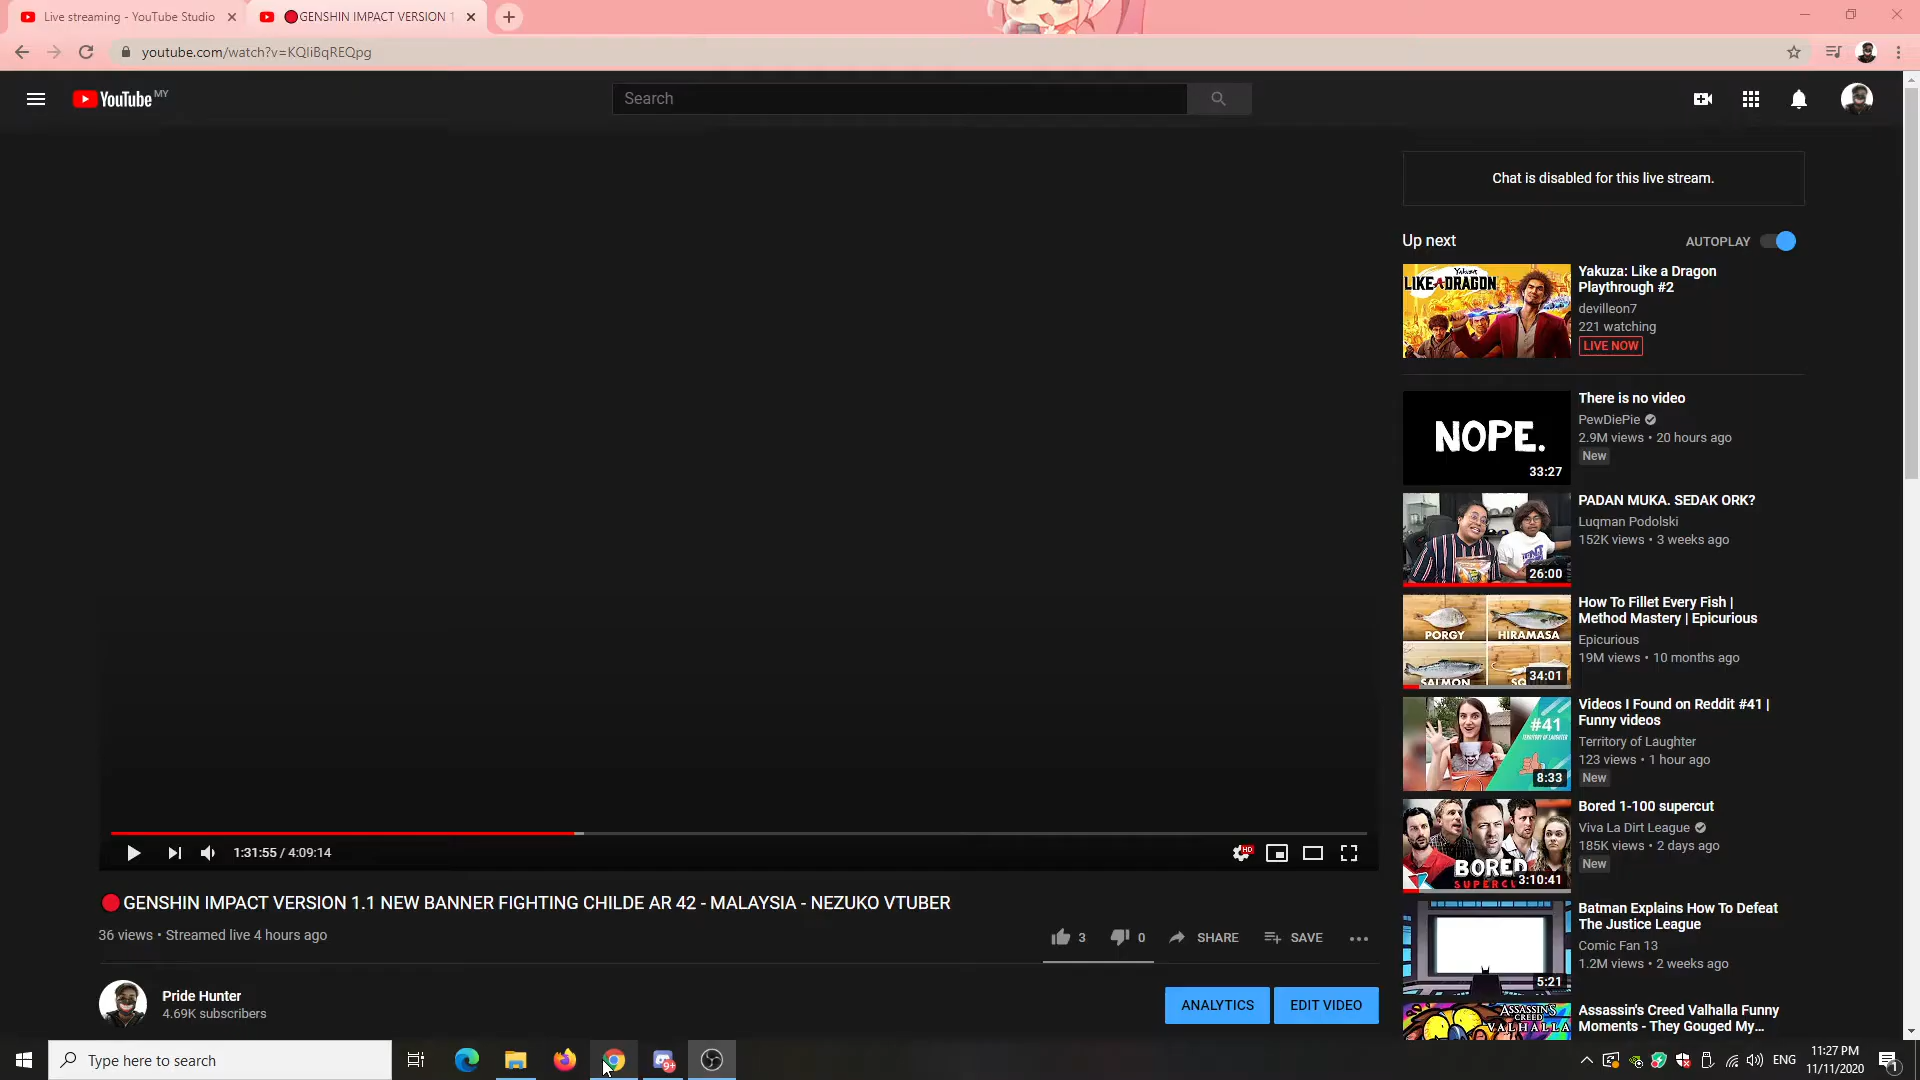 Live streaming - YouTube Studio
GENSHIN IMPACT VERSION 1
youtube.com/watch?v=KQliBqREQpg
YouTube MY
Search
Chat is disabled for this live stream.
Up next
AUTOPLAY
Yakuza
LIKE A DRAGON
Yakuza: Like a Dragon
Playthrough #2
devilleon7
221 watching
LIVE NOW
NOPE.
33:27
There is no video
PewDiePie
2.9M views • 20 hours ago
New
26:00
PADAN MUKA. SEDAK ORK?
Luqman Podolski
152K views • 3 weeks ago
PORGY
HIRAMASA
SALMON
34:01
How To Fillet Every Fish |
Method Mastery | Epicurious
Epicurious
19M views • 10 months ago
#41
TERRITORY OF LAUGHTER
8:33
Videos I Found on Reddit #41 |
Funny videos
Territory of Laughter
123 views • 1 hour ago
New
BORED
3:10:41
Bored 1-100 supercut
Viva La Dirt League
185K views • 2 days ago
New
5:21
Batman Explains How To Defeat
The Justice League
Comic Fan 13
1.2M views • 2 weeks ago
ASSASSIN'S
CREED
VALHALLA
Assassin's Creed Valhalla Funny
Moments - They Gouged My...
1:31:55 / 4:09:14
HD
GENSHIN IMPACT VERSION 1.1 NEW BANNER FIGHTING CHILDE AR 42 - MALAYSIA - NEZUKO VTUBER
36 views • Streamed live 4 hours ago
3
0
SHARE
SAVE
Pride Hunter
4.69K subscribers
ANALYTICS
EDIT VIDEO
Type here to search
9+
ENG
11:27 PM
11/11/2020
1